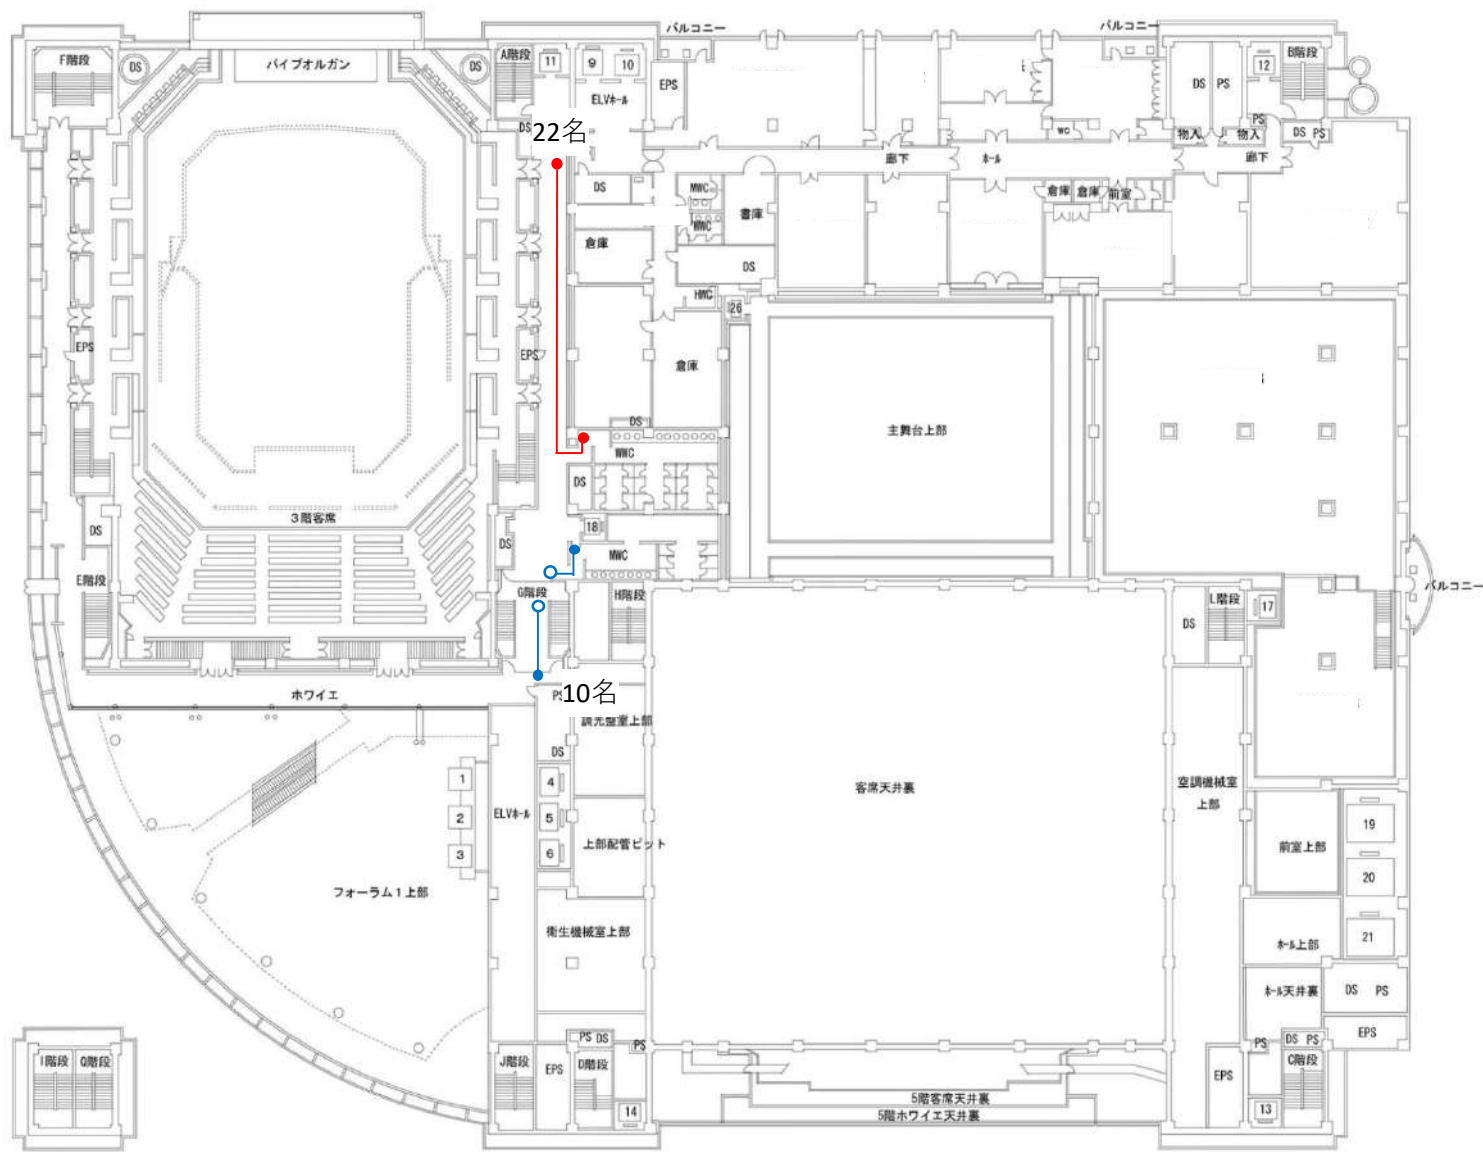 バルコニー
バルコニー
F階段
DS
パイプオルガン
DS
A階段
11
9
10
ELVホール
EPS
DS
PS
12
B階段
PS
DS
22名
WC
物入
物入
DS
PS
廊下
ホール
廊下
DS
MWC
書庫
倉庫
倉庫
前室
WWC
倉庫
DS
HWC
26
EPS
EPS
倉庫
DS
主舞台上部
WWC
DS
3階客席
18
DS
DS
MWC
E階段
G階段
H階段
DS
L階段
17
バルコニー
ホワイエ
PS
10名
調光盤室上部
DS
1
2
3
ELVホール
4
5
6
上部配管ピット
客席天井裏
空調機械室
上部
前室上部
19
20
21
フォーラム1上部
衛生機械室上部
ホール上部
ホール天井裏
DS
PS
EPS
I階段
Q階段
J階段
EPS
PS
DS
D階段
PS
14
5階客席天井裏
5階ホワイエ天井裏
EPS
PS
DS
PS
C階段
13